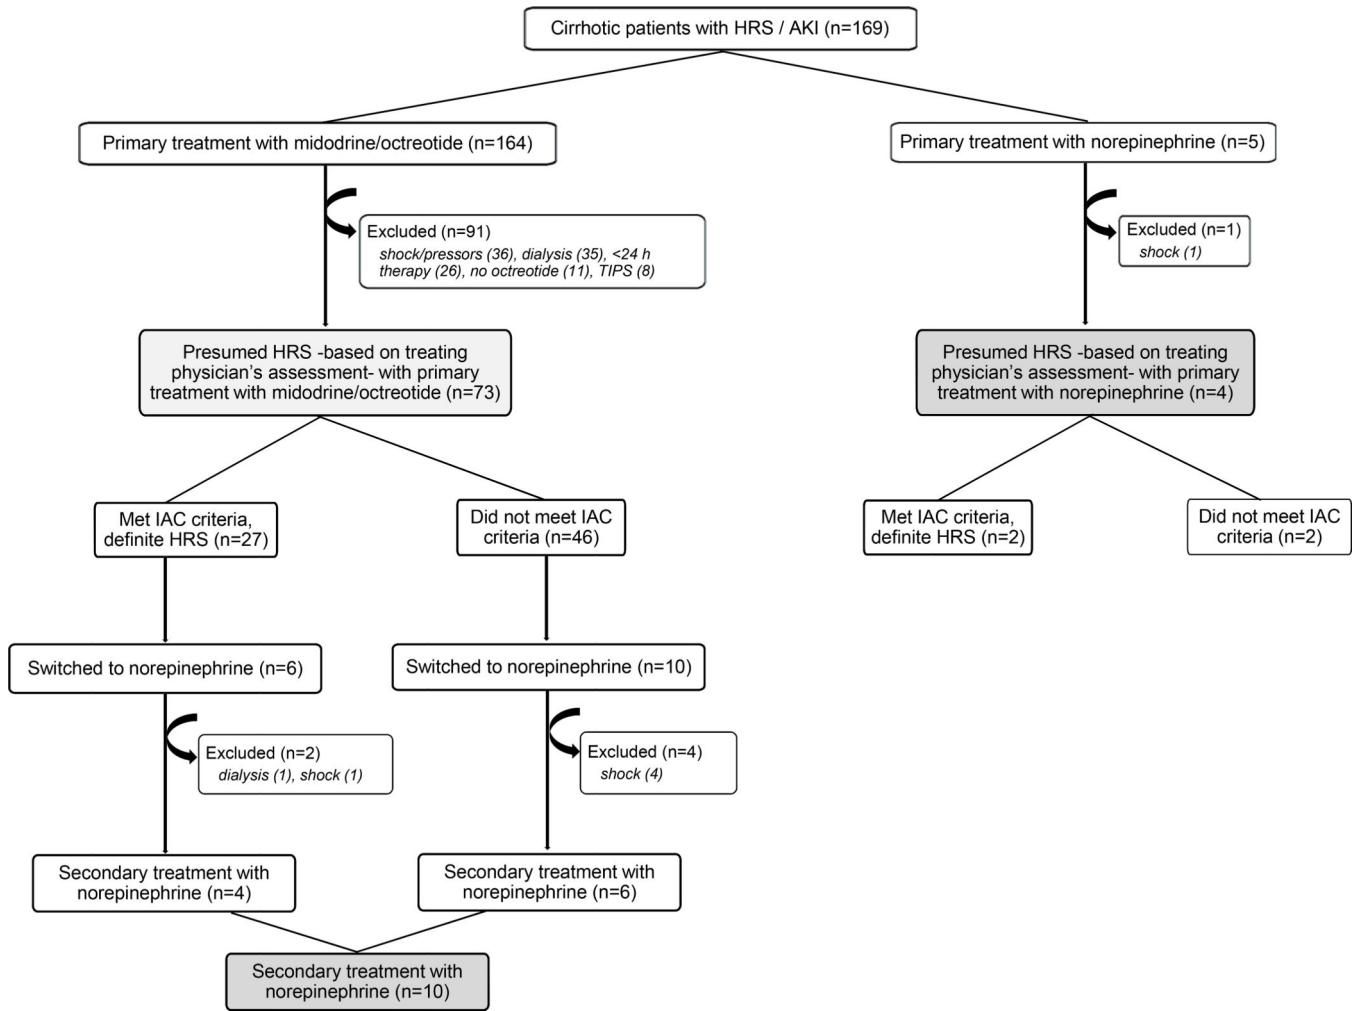 Cirrhotic patients with HRS / AKI (n=169)
Primary treatment with midodrine/octreotide (n=164)
Primary treatment with norepinephrine (n=5)
Excluded (n=91)
shock/pressors (36), dialysis (35), <24 h
therapy (26), no octreotide (11), TIPS (8)
Excluded (n=1)
shock (1)
Presumed HRS -based on treating
physician's assessment- with primary
treatment with midodrine/octreotide (n=73)
Presumed HRS -based on treating
physician's assessment- with primary
treatment with norepinephrine (n=4)
Met IAC criteria,
definite HRS (n=27)
Did not meet IAC
criteria (n=46)
Met IAC criteria,
definite HRS (n=2)
Did not meet IAC
criteria (n=2)
Switched to norepinephrine (n=6)
Switched to norepinephrine (n=10)
Excluded (n=2)
dialysis (1), shock (1)
Excluded (n=4)
shock (4)
Secondary treatment with
norepinephrine (n=4)
Secondary treatment with
norepinephrine (n=6)
Secondary treatment with
norepinephrine (n=10)